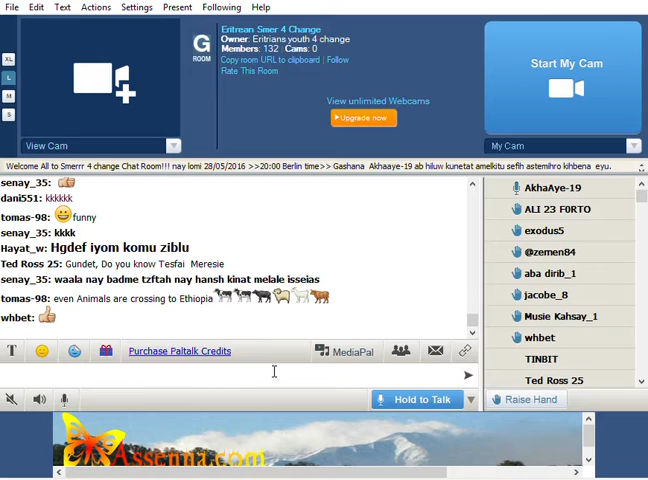 File Edit Text Actions Settings Present Following Help
XL
L
M
S
View Cam
G
ROOM
Eritrean Smer 4 Change
Owner: Eritrians youth 4 change
Members: 132 Cams: 0
Copy room URL to clipboard | Follow
Rate This Room
View unlimited Webcams
Upgrade now
Start My Cam
My Cam
Welcome All to Smerrr 4 change Chat Room!!! nay lomi 28/05/2016 >>20:00 Berlin time>> Gashana Akhaaye-19 ab hiluw kunetat amelkitu sefih astemihro kihbena eyu.
senay_35:
dani551: kkkkkk
tomas-98: funny
senay_35: kkkk
Hayat_w: Hgdef iyom komu ziblu
Ted Ross 25: Gundet, Do you know Tesfai Meresie
senay_35: waala nay badme tzftah nay hansh kinat melale isseias
tomas-98: even Animals are crossing to Ethiopia
whbet:
AkhaAye-19
ALI 23 F0RTO
exodus5
@zemen84
aba dirib_1
jacobe_8
Musie Kahsay_1
whbet
TINBIT
Ted Ross 25
T Purchase Paltalk Credits MediaPal
Hold to Talk
Raise Hand
Assenna.com